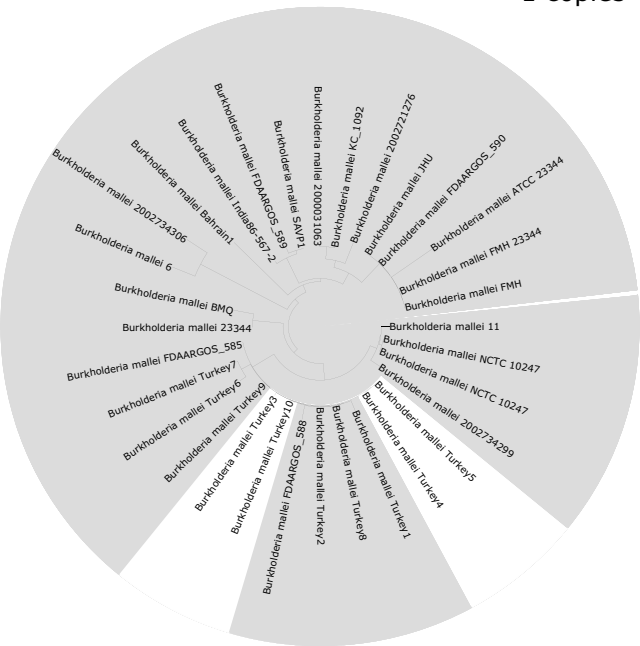 Burkholderia mallei 2000031063
Burkholderia mallei KC_1092
Burkholderia mallei 2002721276
Burkholderia mallei JHU
Burkholderia mallei FDAARGOS_590
Burkholderia mallei ATCC 23344
Burkholderia mallei FMH 23344
Burkholderia mallei FMH
Burkholderia mallei 11
Burkholderia mallei NCTC 10247
Burkholderia mallei NCTC 10247
Burkholderia mallei 2002734299
Burkholderia mallei Turkey5
Burkholderia mallei Turkey4
Burkholderia mallei Turkey1
Burkholderia mallei Turkey8
Burkholderia mallei Turkey2
Burkholderia mallei FDAARGOS_588
Burkholderia mallei Turkey10
Burkholderia mallei Turkey3
Burkholderia mallei Turkey9
Burkholderia mallei Turkey6
Burkholderia mallei Turkey7
Burkholderia mallei FDAARGOS_585
Burkholderia mallei 23344
Burkholderia mallei BMQ
Burkholderia mallei 6
Burkholderia mallei 2002734306
Burkholderia mallei Bahrain1
Burkholderia mallei India86-567-2
Burkholderia mallei FDAARGOS_589
Burkholderia mallei SAVP1